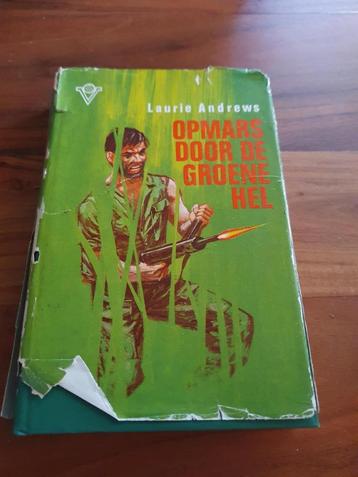 Laurie Andrews
OPMARS
DOOR DE
GROENE
HEL